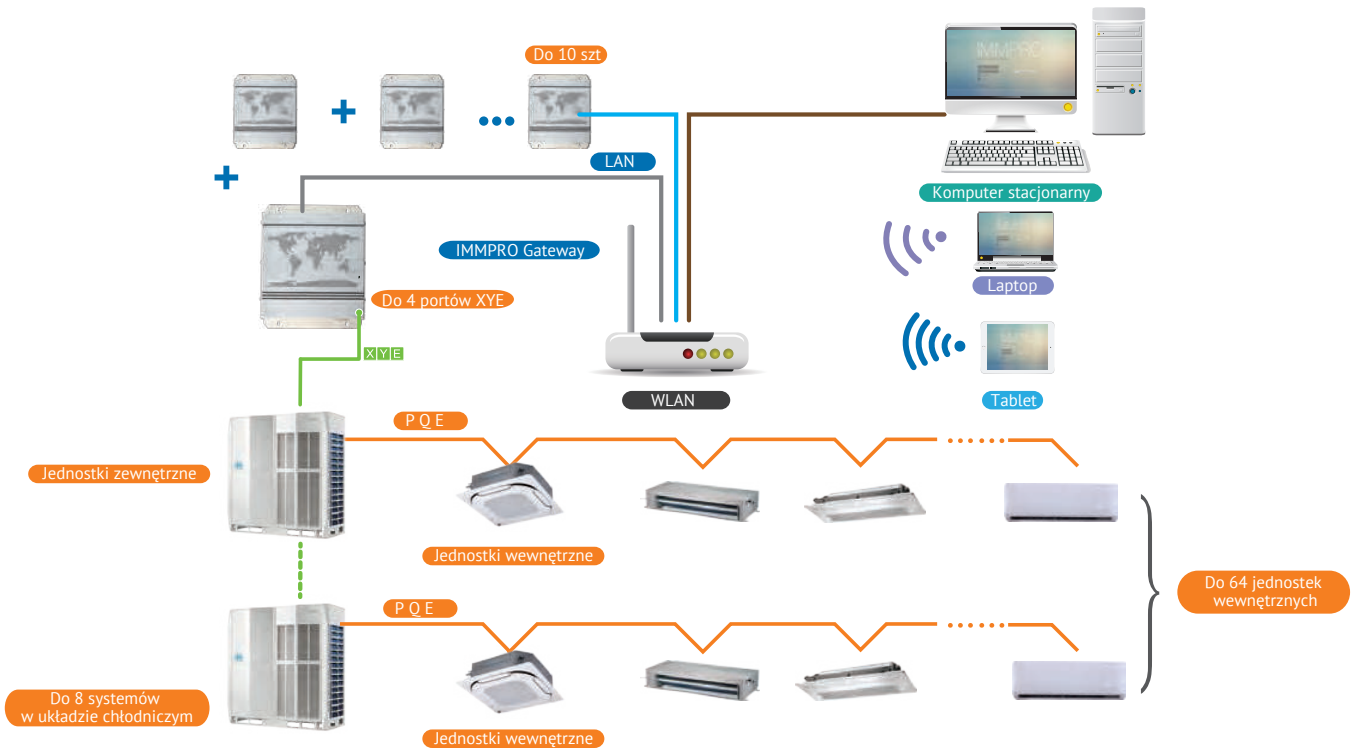 Do 10 szt
IMMPRO
LAN
Komputer stacjonarny
IMMPRO Gateway
Do 4 portów XYE
Laptop
XYE
WLAN
Tablet
P Q E
Jednostki zewnętrzne
Jednostki wewnętrzne
Do 64 jednostek
wewnętrznych
P Q E
Do 8 systemów
w układzie chłodniczym
Jednostki wewnętrzne